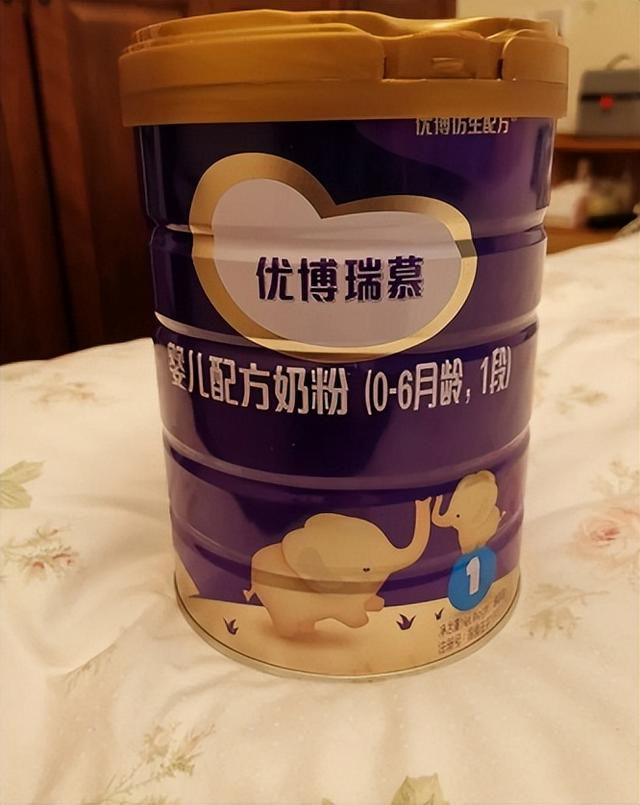 优博仿生配方
优博瑞慕
婴儿配方奶粉 (0-6月龄, 1段)
1